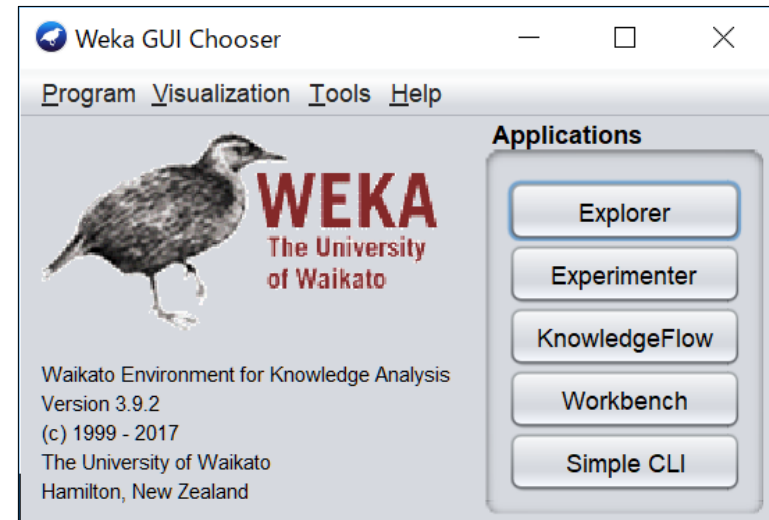 Weka GUI Chooser
Program Visualization Tools Help
WEKA
The University
of Waikato
Waikato Environment for Knowledge Analysis
Version 3.9.2
(c) 1999 - 2017
The University of Waikato
Hamilton, New Zealand
Applications
Explorer
Experimenter
KnowledgeFlow
Workbench
Simple CLI